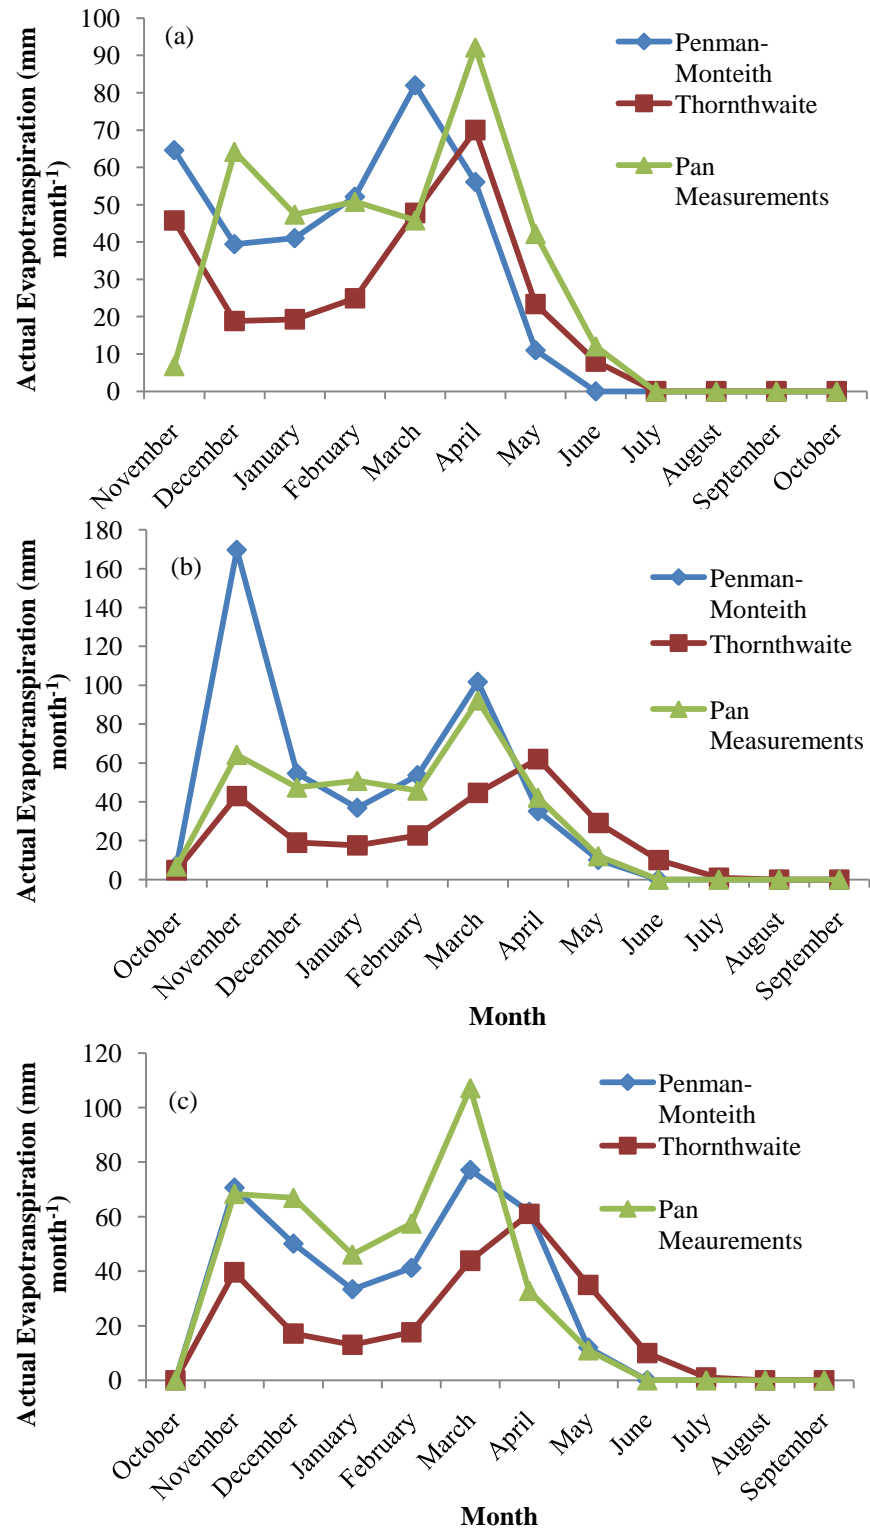 Actual Evapotranspiration (mm
month-1)
100
90
80
70
60
50
40
30
20
10
0
(a)
Penman-
Monteith
Thornthwaite
Pan
Measurements
November
December
January
February
March
April
May
June
July
August
September
October
Actual Evapotranspiration (mm
month-1)
180
160
140
120
100
80
60
40
20
0
(b)
Penman-
Monteith
Thornthwaite
Pan
Measurements
October
November
December
January
February
March
April
May
June
July
August
September
Month
Actual Evapotranspiration (mm
month-1)
120
100
80
60
40
20
0
(c)
Penman-
Monteith
Thornthwaite
Pan
Meaurements
October
November
December
January
February
March
April
May
June
July
August
September
Month